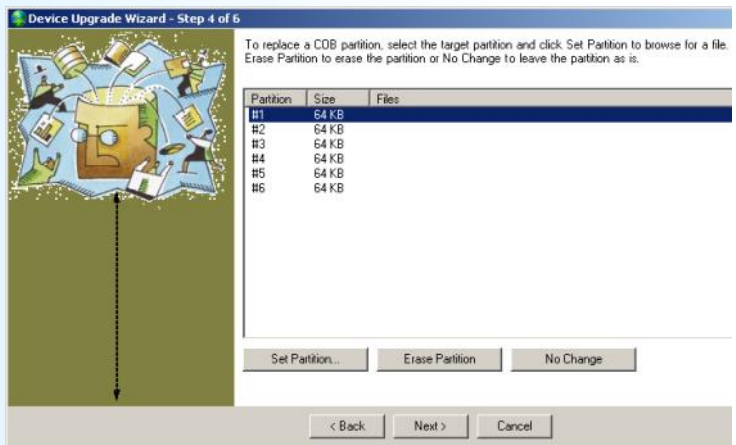 Device Upgrade Wizard - Step 4 of 6
To replace a COB partition, select the target partition and click Set Partition to browse for a file.
Erase Partition to erase the partition or No Change to leave the partition as is.
Partition Size Files
#1 64 KB
#2 64 KB
#3 64 KB
#4 64 KB
#5 64 KB
#6 64 KB
Set Partition... Erase Partition No Change
< Back Next > Cancel